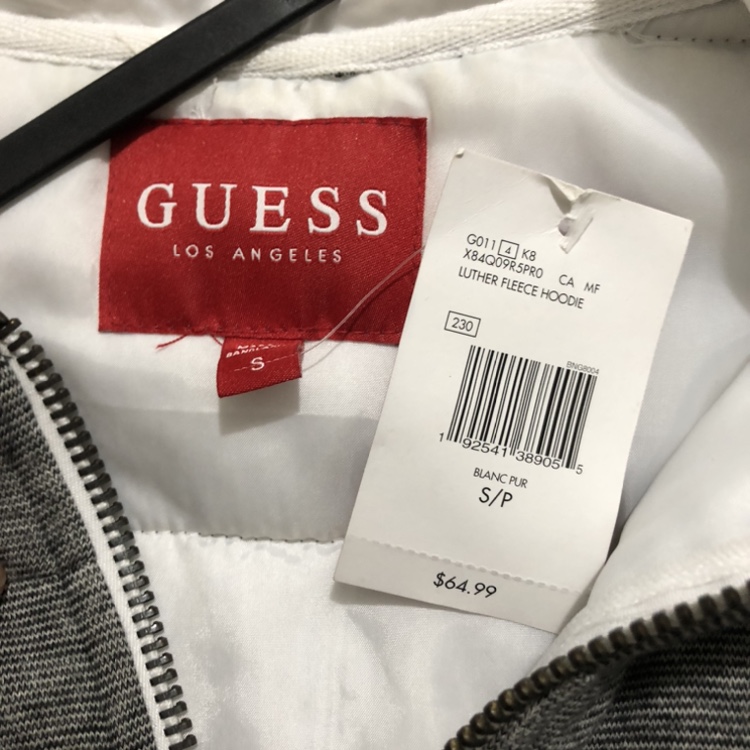 GUESS
LOS ANGELES
S
G011 4 K8
X84Q09R5PR0 CA MF
LUTHER FLEECE HOODIE
230
BNG8004
1 92541 38905 5
BLANC PUR
S/P
$64.99